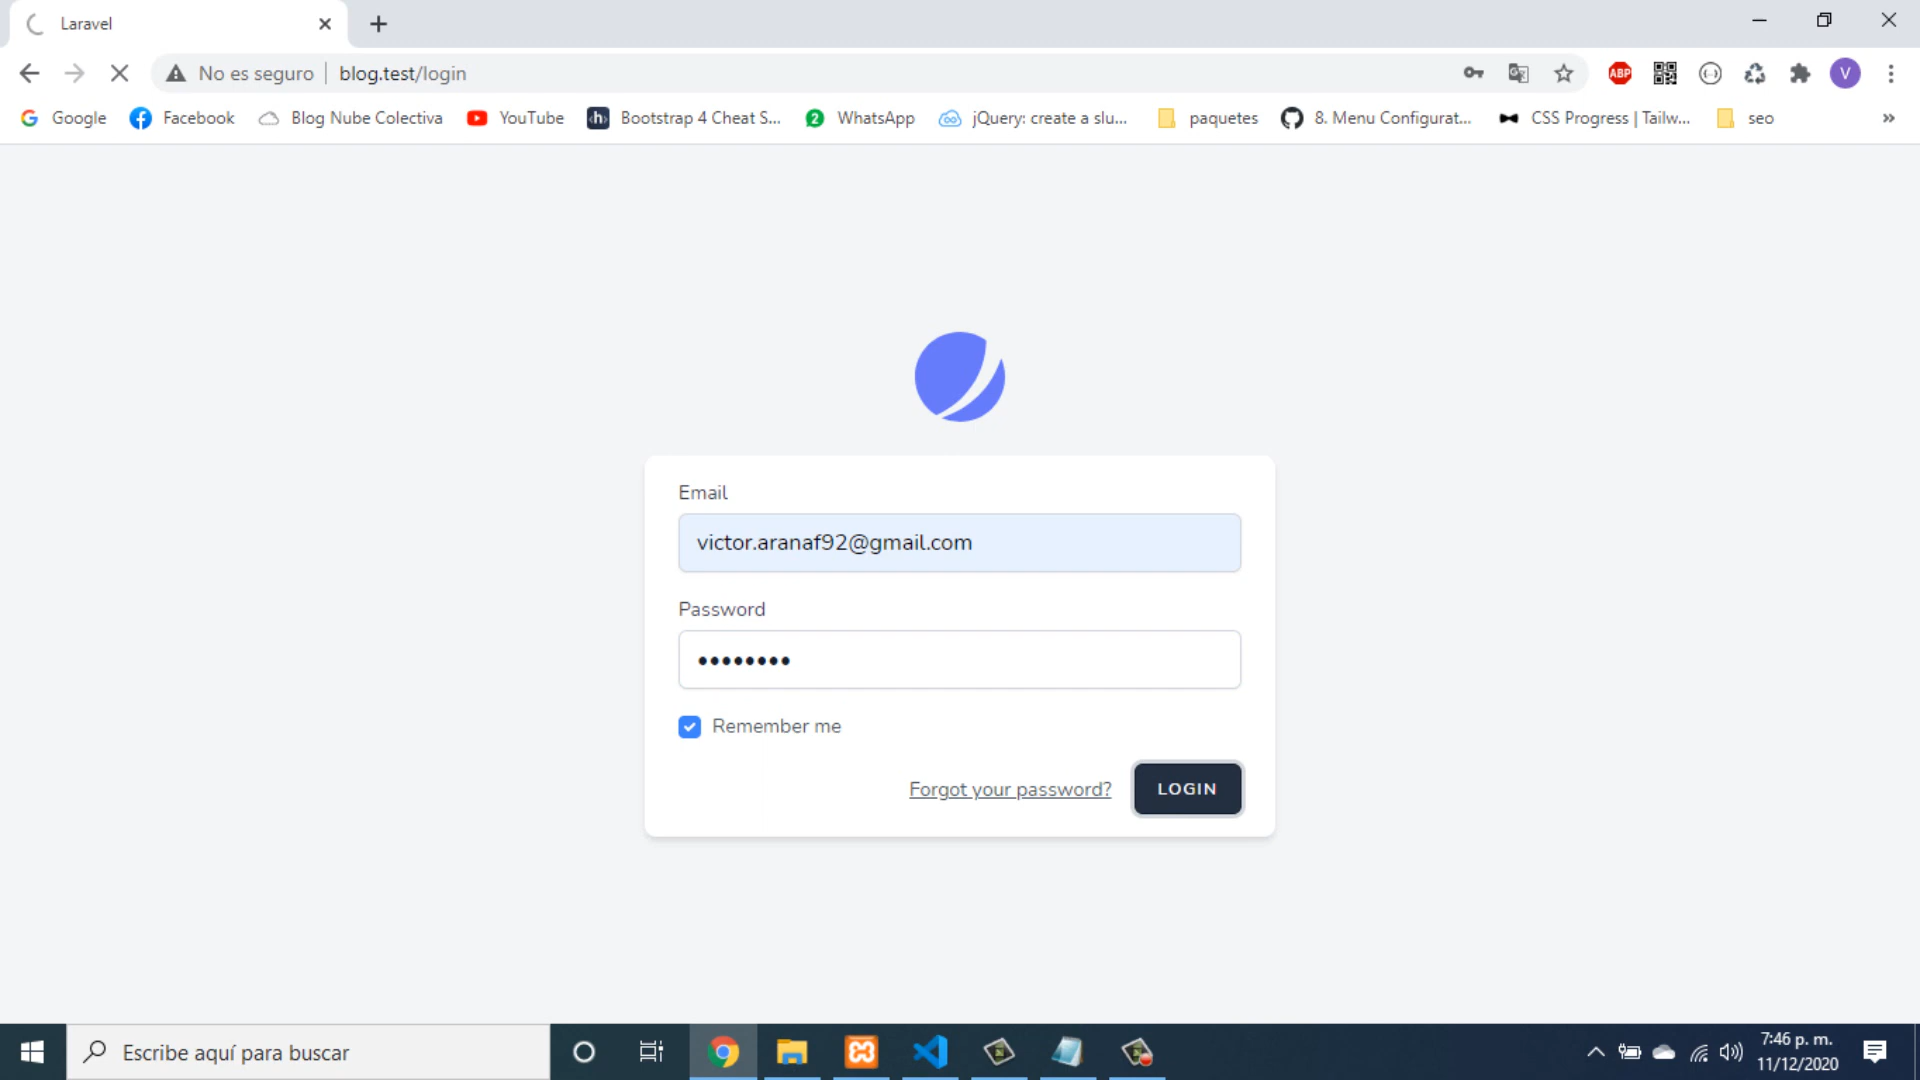 Laravel
No es seguro blog.test/login
ABP V
Google Facebook Blog Nube Colectiva YouTube Bootstrap 4 Cheat S... 2 WhatsApp jQuery: create a slu... paquetes 8. Menu Configurat... CSS Progress | Tailw... seo »
Email
victor.aranaf92@gmail.com
Password
Remember me
Forgot your password? LOGIN
Escribe aquí para buscar
7:46 p. m.
11/12/2020